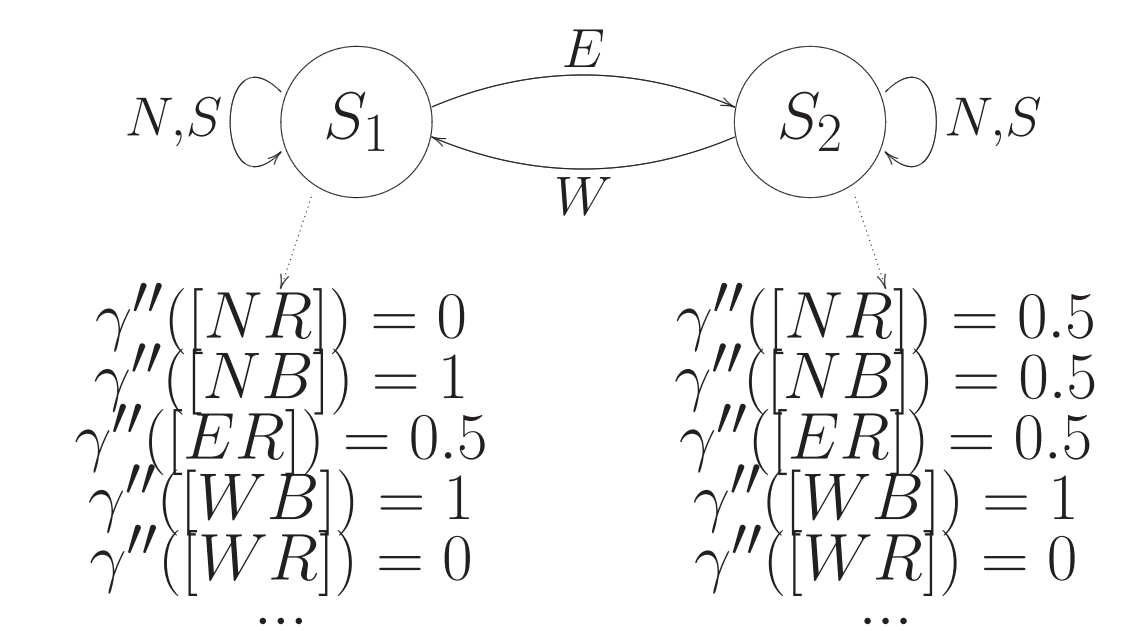 E
N,S
S₁
S₂
N,S
W
γ″([NR]) = 0
γ″([NB]) = 1
γ″([ER]) = 0.5
γ″([WB]) = 1
γ″([WR]) = 0
...
γ″([NR]) = 0.5
γ″([NB]) = 0.5
γ″([ER]) = 0.5
γ″([WB]) = 1
γ″([WR]) = 0
...